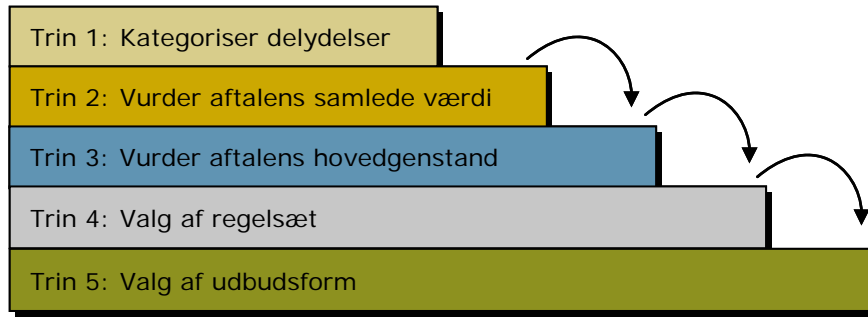 Trin 1: Kategoriser delydelser
Trin 2: Vurder aftalens samlede værdi
Trin 3: Vurder aftalens hovedgenstand
Trin 4: Valg af regelsæt
Trin 5: Valg af udbudsform